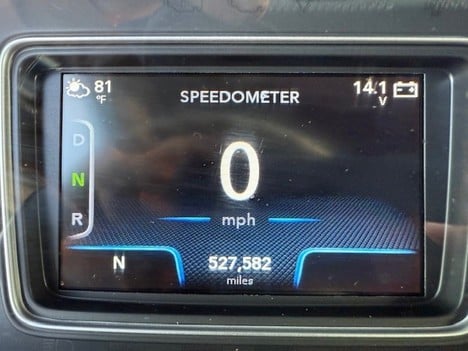 81 °F
SPEEDOMETER
14.1 V
D
N
R
0
mph
N
527,582
miles